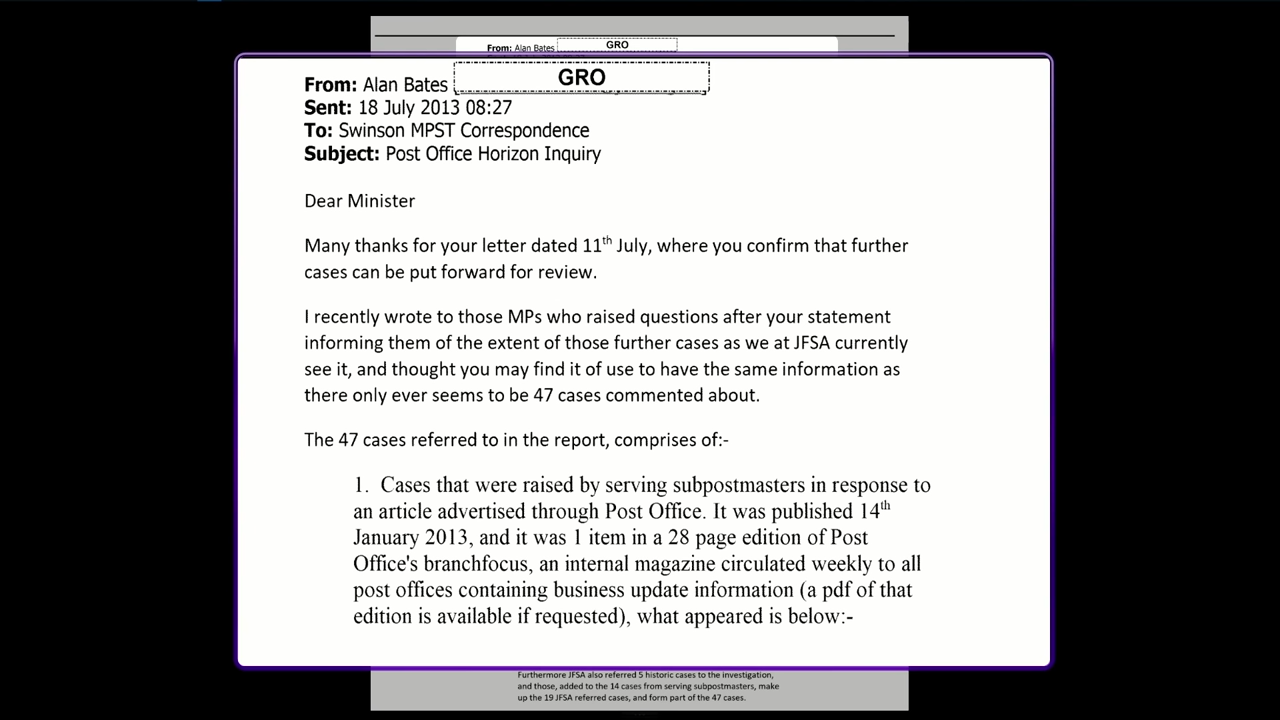 From: Alan Bates GRO
From: Alan Bates GRO
Sent: 18 July 2013 08:27
To: Swinson MPST Correspondence
Subject: Post Office Horizon Inquiry
Dear Minister
Many thanks for your letter dated 11th July, where you confirm that further
cases can be put forward for review.
I recently wrote to those MPs who raised questions after your statement
informing them of the extent of those further cases as we at JFSA currently
see it, and thought you may find it of use to have the same information as
there only ever seems to be 47 cases commented about.
The 47 cases referred to in the report, comprises of:-
1. Cases that were raised by serving subpostmasters in response to
an article advertised through Post Office. It was published 14th
January 2013, and it was 1 item in a 28 page edition of Post
Office's branchfocus, an internal magazine circulated weekly to all
post offices containing business update information (a pdf of that
edition is available if requested), what appeared is below:-
Furthermore JFSA also referred 5 historic cases to the investigation,
and those, added to the 14 cases from serving subpostmasters, make
up the 19 JFSA referred cases, and form part of the 47 cases.